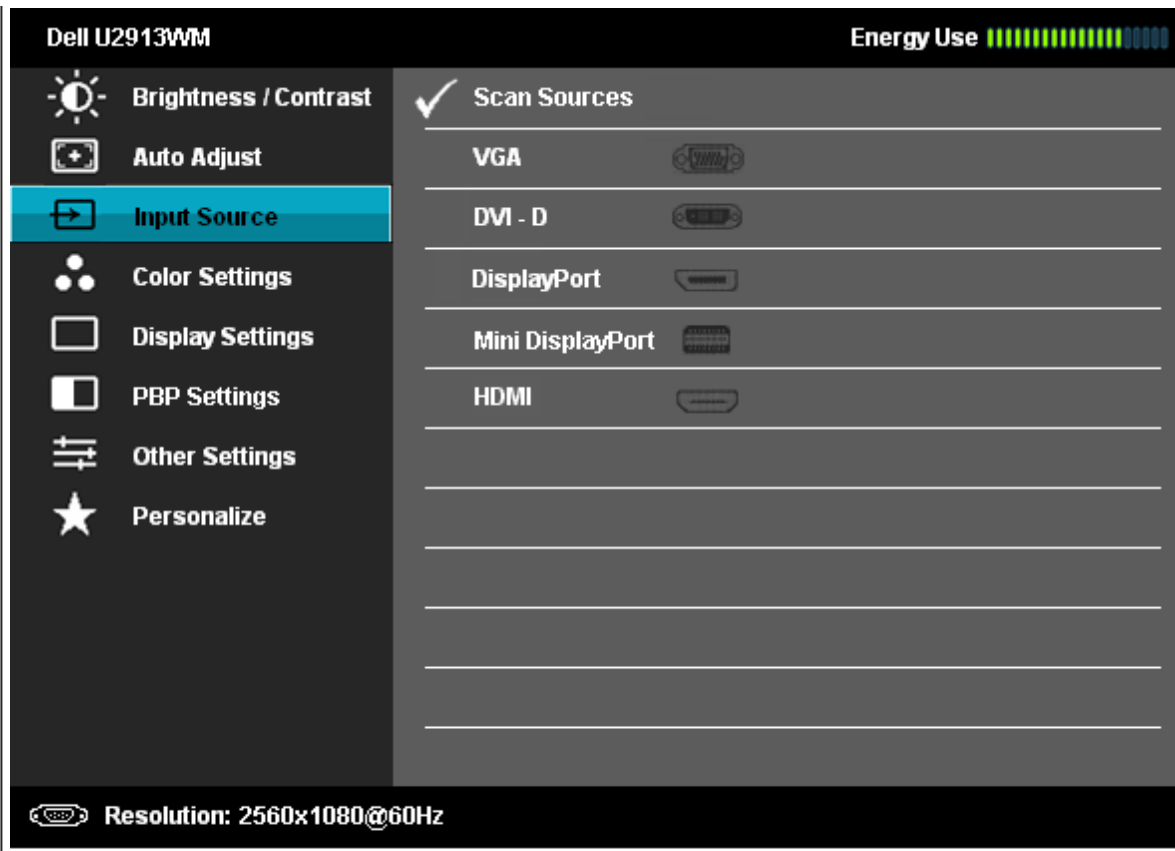 Dell U2913WM
Energy Use
Brightness / Contrast
Auto Adjust
Input Source
Color Settings
Display Settings
PBP Settings
Other Settings
Personalize
Scan Sources
VGA
DVI - D
DisplayPort
Mini DisplayPort
HDMI
Resolution: 2560x1080@60Hz